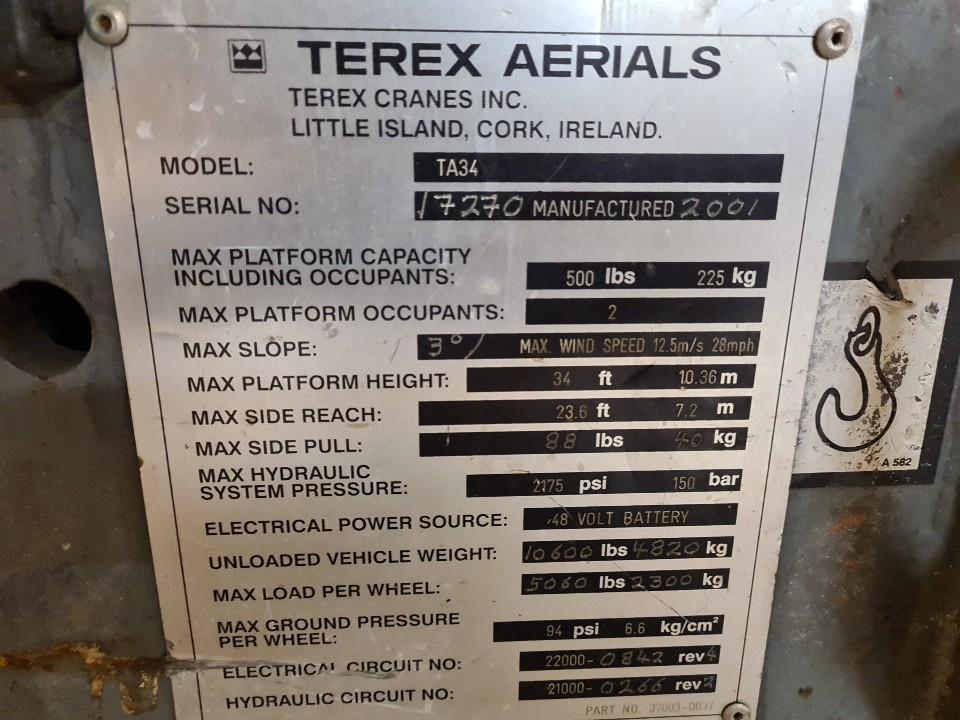 TEREX AERIALS
TEREX CRANES INC.
LITTLE ISLAND, CORK, IRELAND.
MODEL: TA34
SERIAL NO: 17270 MANUFACTURED 2001
MAX PLATFORM CAPACITY
INCLUDING OCCUPANTS: 500 lbs 225 kg
MAX PLATFORM OCCUPANTS: 2
MAX SLOPE: 3° MAX. WIND SPEED 12.5m/s 28mph
MAX PLATFORM HEIGHT: 34 ft 10.36 m
MAX SIDE REACH: 23.6 ft 7.2 m
MAX SIDE PULL: 88 lbs 40 kg
MAX HYDRAULIC
SYSTEM PRESSURE: 2175 psi 150 bar
ELECTRICAL POWER SOURCE: 48 VOLT BATTERY
UNLOADED VEHICLE WEIGHT: 10600 lbs 4820 kg
MAX LOAD PER WHEEL: 5060 lbs 2300 kg
MAX GROUND PRESSURE
PER WHEEL: 94 psi 6.6 kg/cm²
ELECTRICAL CIRCUIT NO: 22000-0842 rev 4
HYDRAULIC CIRCUIT NO: 21000-0266 rev 2
PART NO. 37003-0037
A 582